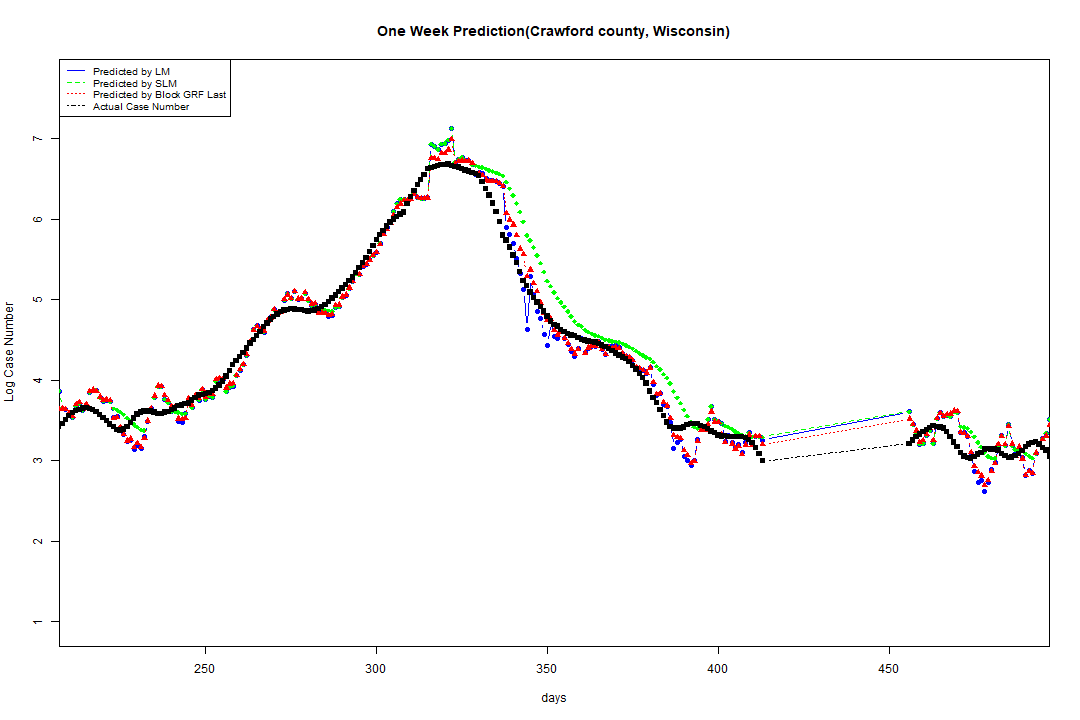 One Week Prediction(Crawford county, Wisconsin)
Predicted by LM
Predicted by SLM
Predicted by Block GRF Last
Actual Case Number
Log Case Number
7
6
5
4
3
2
1
250
300
350
400
450
days